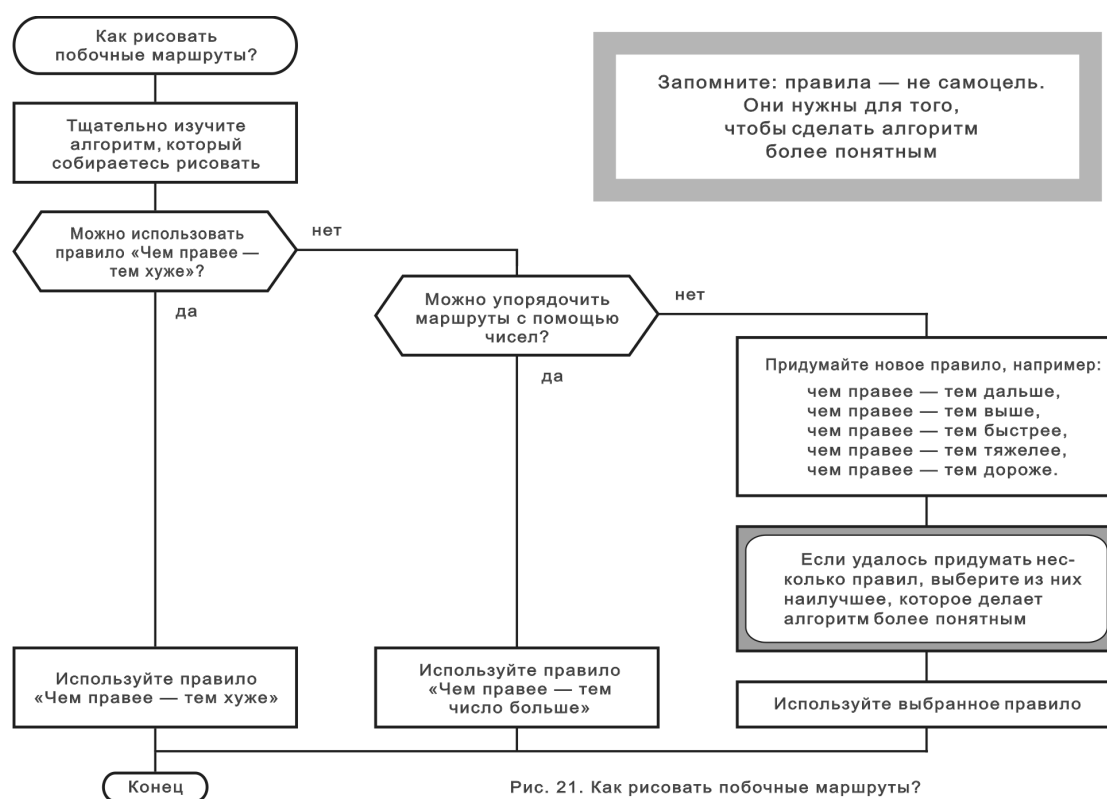 Как рисовать
побочные маршруты?
Запомните: правила — не самоцель.
Они нужны для того,
чтобы сделать алгоритм
более понятным
Тщательно изучите
алгоритм, который
собираетесь рисовать
Можно использовать
правило «Чем правее —
тем хуже»?
нет
да
Можно упорядочить
маршруты с помощью
чисел?
нет
да
Придумайте новое правило, например:
чем правее — тем дальше,
чем правее — тем выше,
чем правее — тем быстрее,
чем правее — тем тяжелее,
чем правее — тем дороже.
Если удалось придумать нес-
колько правил, выберите из них
наилучшее, которое делает
алгоритм более понятным
Используйте правило
«Чем правее — тем хуже»
Используйте правило
«Чем правее — тем
число больше»
Используйте выбранное правило
Конец
Рис. 21. Как рисовать побочные маршруты?